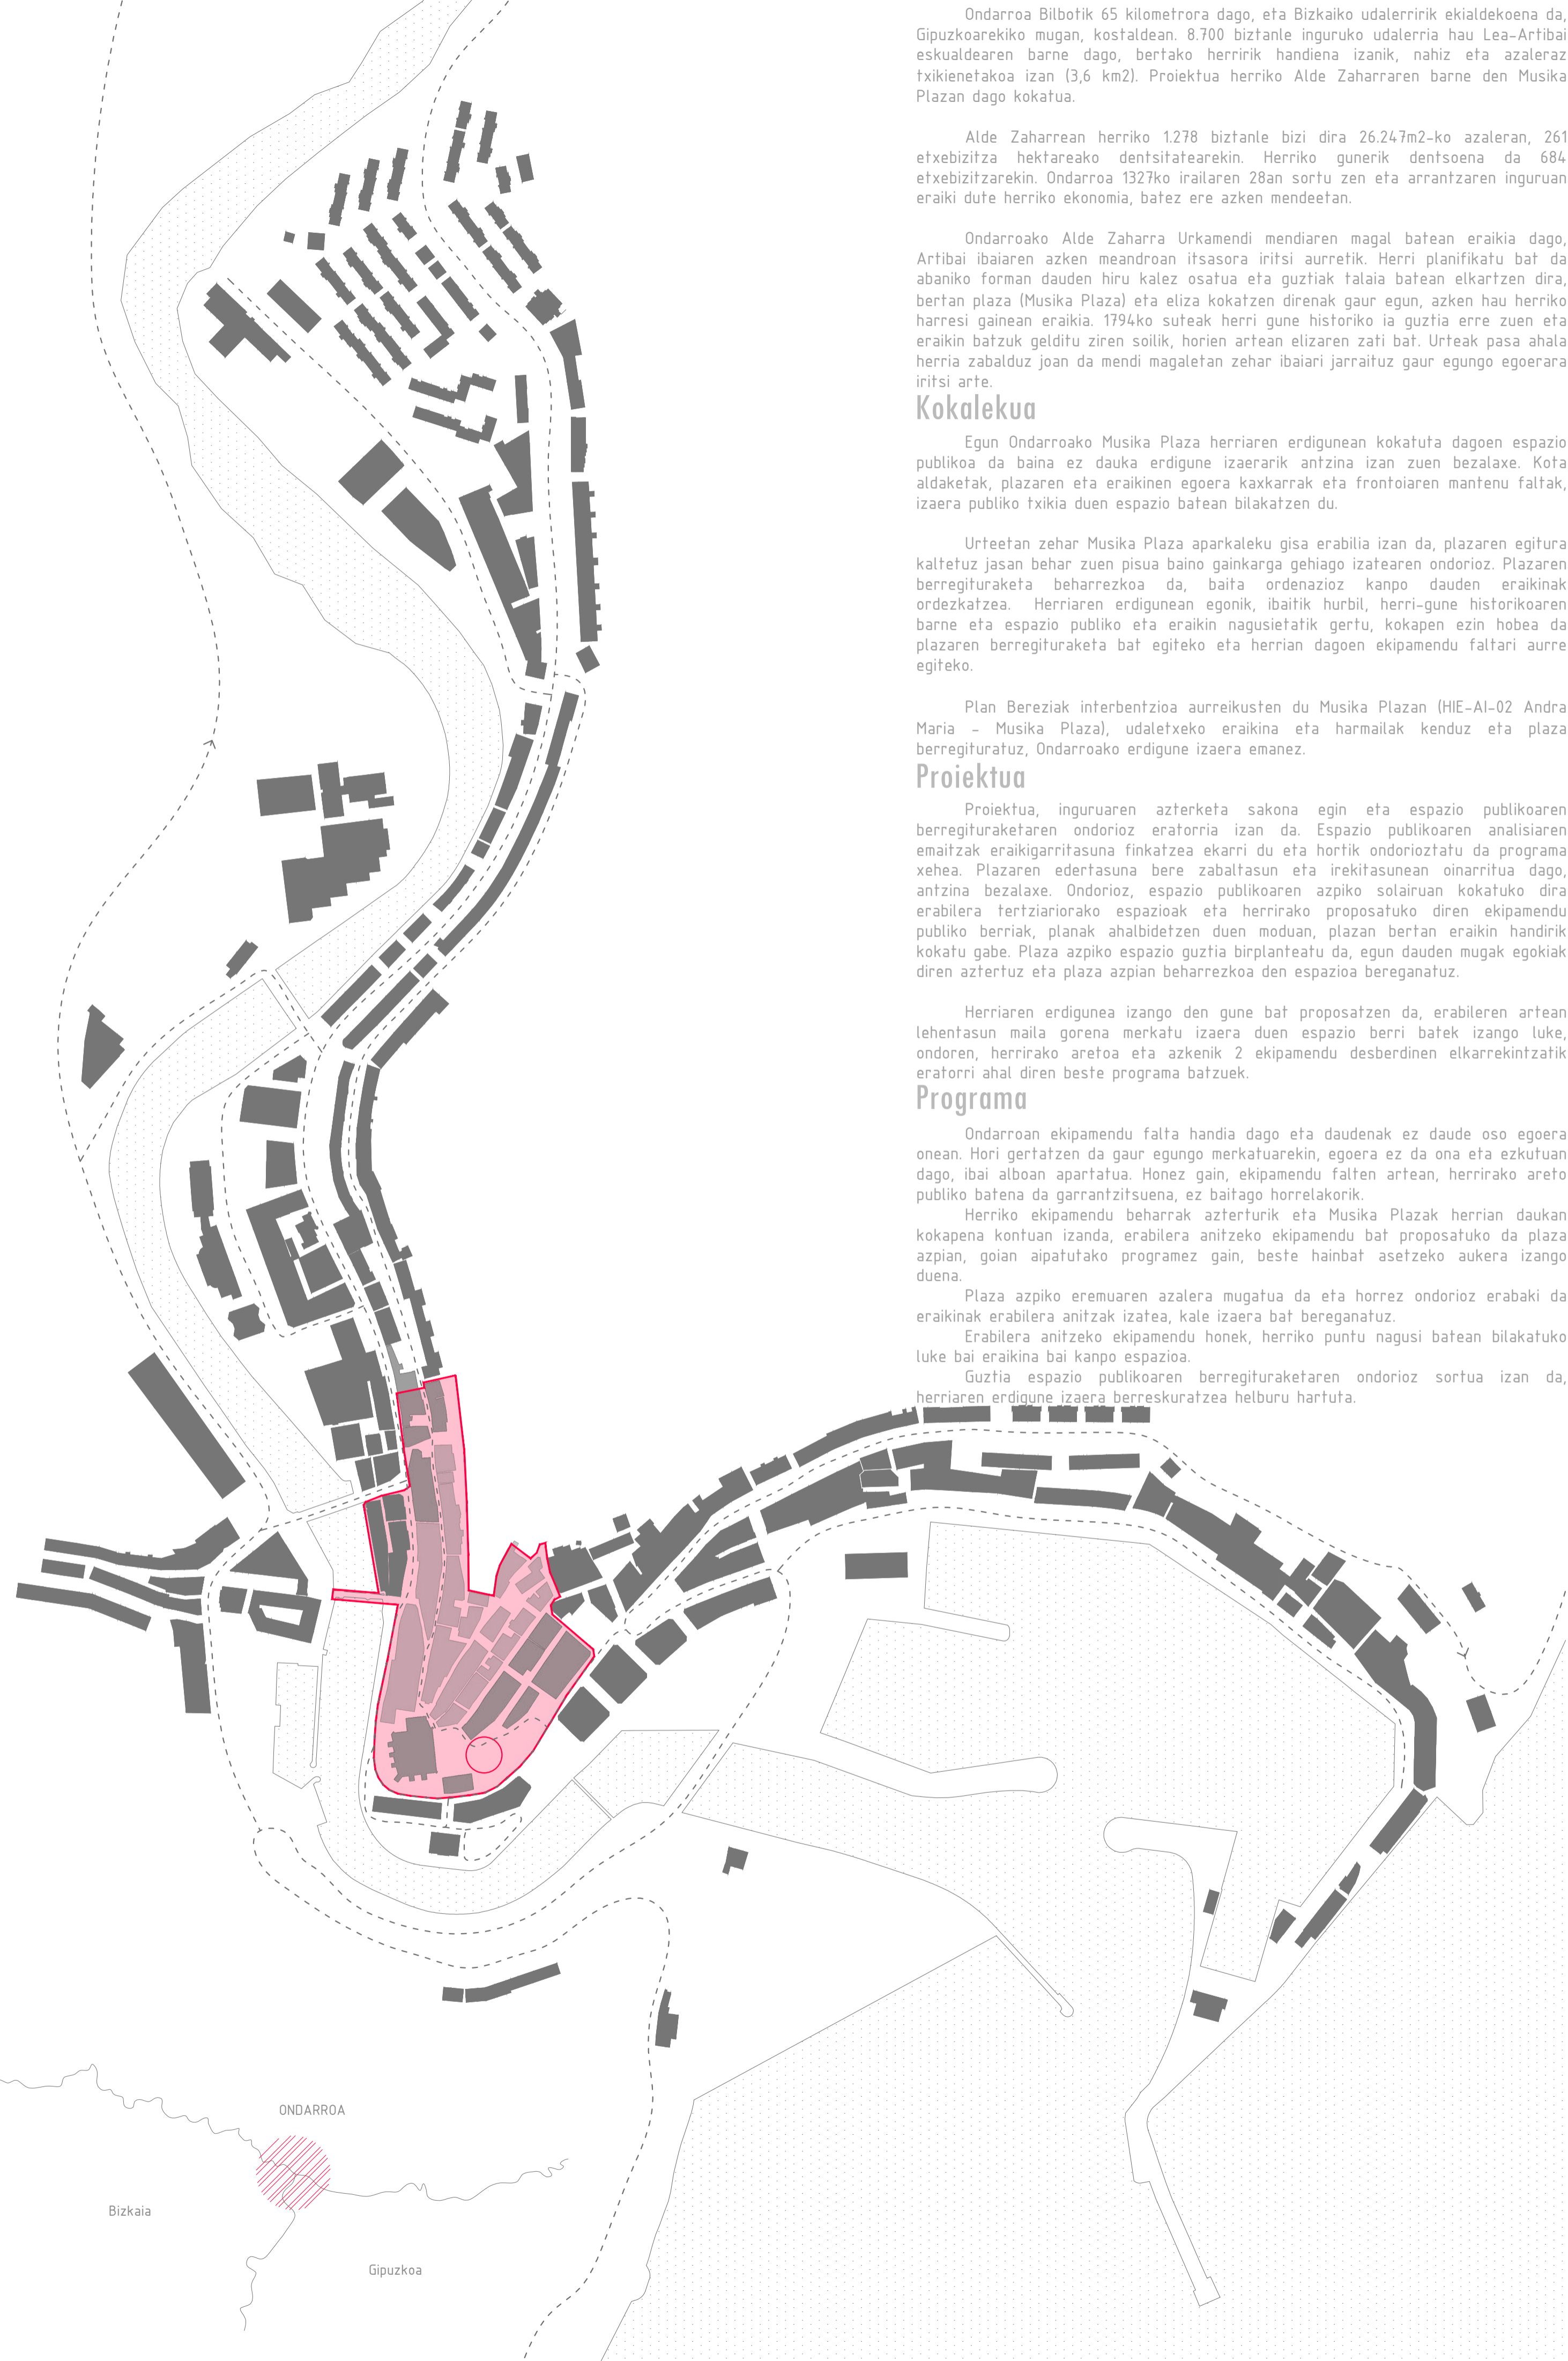 Ondarroa Bilbotik 65 kilometrora dago, eta Bizkaiko udalerririk ekialdekoena da,
Gipuzkoarekiko mugan, kostaldean. 8.700 biztanle inguruko udalerria hau Lea-Artibai
eskualdearen barne dago, bertako herririk handiena izanik, nahiz eta azaleraz
txikienetakoa izan (3,6 km2). Proiektua herriko Alde Zaharraren barne den Musika
Plazan dago kokatua.
Alde Zaharrean herriko 1.278 biztanle bizi dira 26.247m2-ko azaleran, 261
etxebizitza hektareako dentsitatearekin. Herriko gunerik dentsoena da 684
etxebizitzarekin. Ondarroa 1327ko irailaren 28an sortu zen eta arrantzaren inguruan
eraiki dute herriko ekonomia, batez ere azken mendeetan.
Ondarroako Alde Zaharra Urkamendi mendiaren magal batean eraikia dago,
Artibai ibaiaren azken meandroan itsasora iritsi aurretik. Herri planifikatu bat da
abaniko forman dauden hiru kalez osatua eta guztiak talaia batean elkartzen dira,
bertan plaza (Musika Plaza) eta eliza kokatzen direnak gaur egun, azken hau herriko
harresi gainean eraikia. 1794ko suteak herri gune historiko ia guztia erre zuen eta
eraikin batzuk gelditu ziren soilik, horien artean elizaren zati bat. Urteak pasa ahala
herria zabalduz joan da mendi magaletan zehar ibaiari jarraituz gaur egungo egoerara
iritsi arte.
Kokalekua
Egun Ondarroako Musika Plaza herriaren erdigunean kokatuta dagoen espazio
publikoa da baina ez dauka erdigune izaerarik antzina izan zuen bezalaxe. Kota
aldaketak, plazaren eta eraikinen egoera kaxkarrak eta frontoiaren mantenu faltak,
izaera publiko txikia duen espazio batean bilakatzen du.
Urteetan zehar Musika Plaza aparkaleku gisa erabilia izan da, plazaren egitura
kaltetuz jasan behar zuen pisua baino gainkarga gehiago izatearen ondorioz. Plazaren
berregituraketa beharrezkoa da, baita ordenazioz kanpo dauden eraikinak
ordezkatzea. Herriaren erdigunean egonik, ibaitik hurbil, herri-gune historikoaren
barne eta espazio publiko eta eraikin nagusietatik gertu, kokapen ezin hobea da
plazaren berregituraketa bat egiteko eta herrian dagoen ekipamendu faltari aurre
egiteko.
Plan Bereziak interbentzioa aurreikusten du Musika Plazan (HIE-AI-02 Andra
Maria - Musika Plaza), udaletxeko eraikina eta harmailak kenduz eta plaza
berregituratuz, Ondarroako erdigune izaera emanez.
Proiektua
Proiektua, inguruaren azterketa sakona egin eta espazio publikoaren
berregituraketaren ondorioz eratorria izan da. Espazio publikoaren analisiaren
emaitzak eraikigarritasuna finkatzea ekarri du eta hortik ondorioztatu da programa
xehea. Plazaren edertasuna bere zabaltasun eta irekitasunean oinarritua dago,
antzina bezalaxe. Ondorioz, espazio publikoaren azpiko solairuan kokatuko dira
erabilera tertziariorako espazioak eta herrirako proposatuko diren ekipamendu
publiko berriak, planak ahalbidetzen duen moduan, plazan bertan eraikin handirik
kokatu gabe. Plaza azpiko espazio guztia birplanteatu da, egun dauden mugak egokiak
diren aztertuz eta plaza azpian beharrezkoa den espazioa bereganatuz.
Herriaren erdigunea izango den gune bat proposatzen da, erabileren artean
lehentasun maila gorena merkatu izaera duen espazio berri batek izango luke,
ondoren, herrirako aretoa eta azkenik 2 ekipamendu desberdinen elkarrekintzatik
eratorri ahal diren beste programa batzuek.
Programa
Ondarroan ekipamendu falta handia dago eta daudenak ez daude oso egoera
onean. Hori gertatzen da gaur egungo merkatuarekin, egoera ez da ona eta ezkutuan
dago, ibai alboan apartatua. Honez gain, ekipamendu falten artean, herrirako areto
publiko batena da garrantzitsuena, ez baitago horrelakorik.
Herriko ekipamendu beharrak azterturik eta Musika Plazak herrian daukan
kokapena kontuan izanda, erabilera anitzeko ekipamendu bat proposatuko da plaza
azpian, goian aipatutako programez gain, beste hainbat asetzeko aukera izango
duena.
Plaza azpiko eremuaren azalera mugatua da eta horrez ondorioz erabaki da
eraikinak erabilera anitzak izatea, kale izaera bat bereganatuz.
Erabilera anitzeko ekipamendu honek, herriko puntu nagusi batean bilakatuko
luke bai eraikina bai kanpo espazioa.
Guztia espazio publikoaren berregituraketaren ondorioz sortua izan da,
herriaren erdigune izaera berreskuratzea helburu hartuta.
ONDARROA
Bizkaia
Gipuzkoa